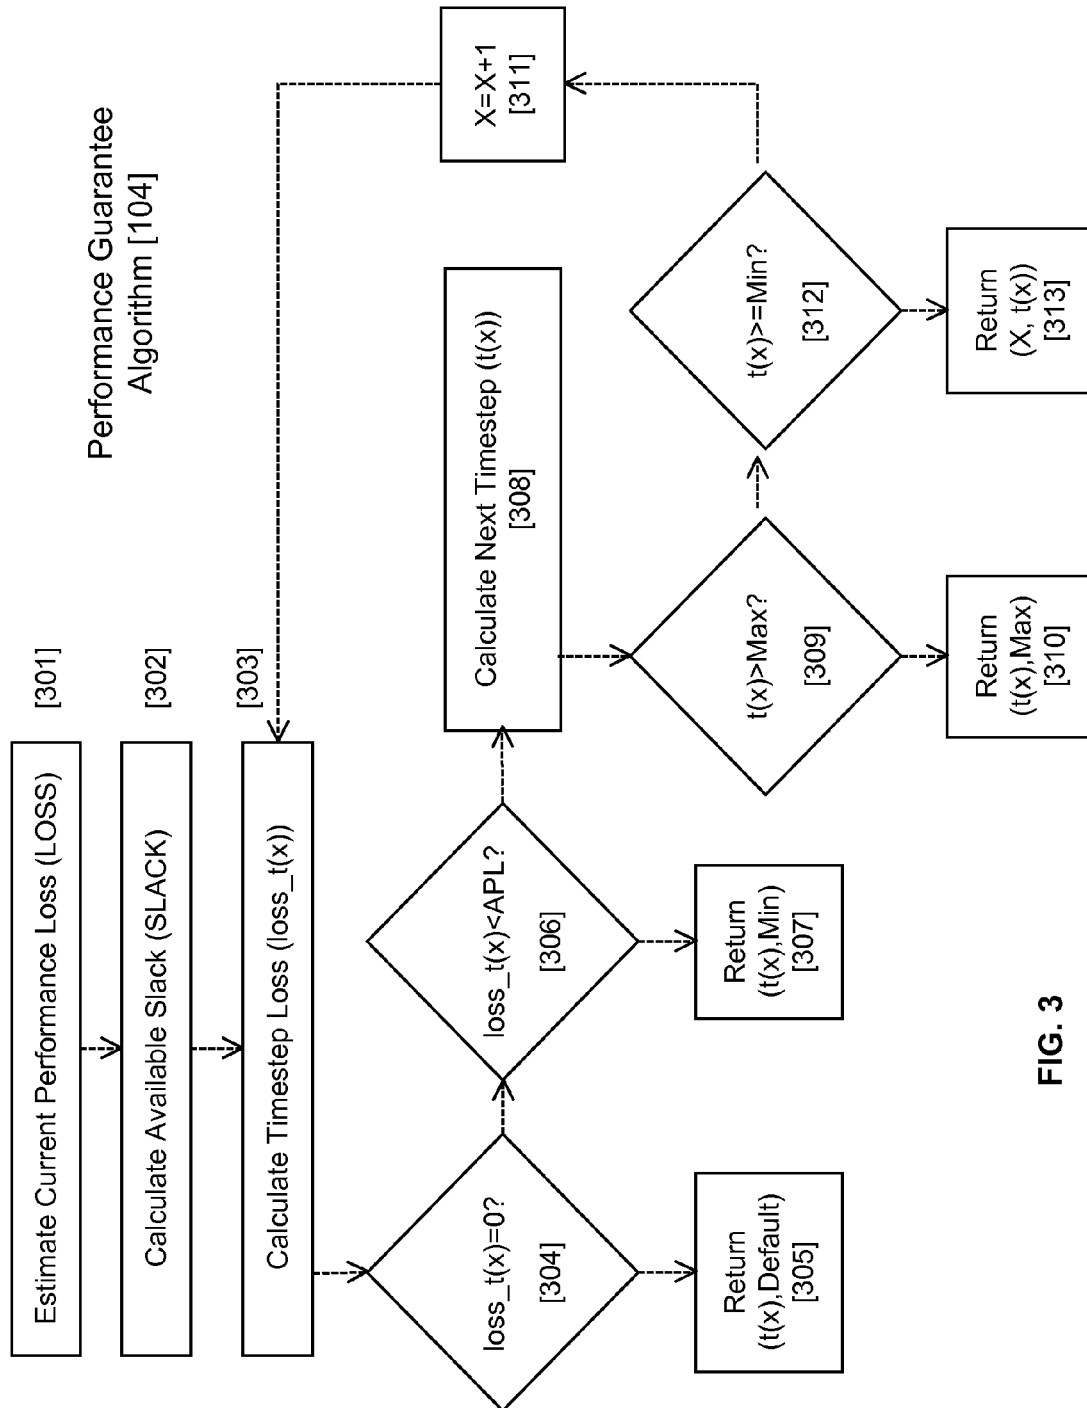 Performance Guarantee
Algorithm [104]
Estimate Current Performance Loss (LOSS)
[301]
Calculate Available Slack (SLACK)
[302]
Calculate Timestep Loss (loss_t(x))
[303]
loss_t(x)=0?
[304]
Return
(t(x),Default)
[305]
loss_t(x)<APL?
[306]
Return
(t(x),Min)
[307]
Calculate Next Timestep (t(x))
[308]
t(x)>Max?
[309]
Return
(t(x),Max)
[310]
X=X+1
[311]
t(x)>=Min?
[312]
Return
(X, t(x))
[313]
FIG. 3